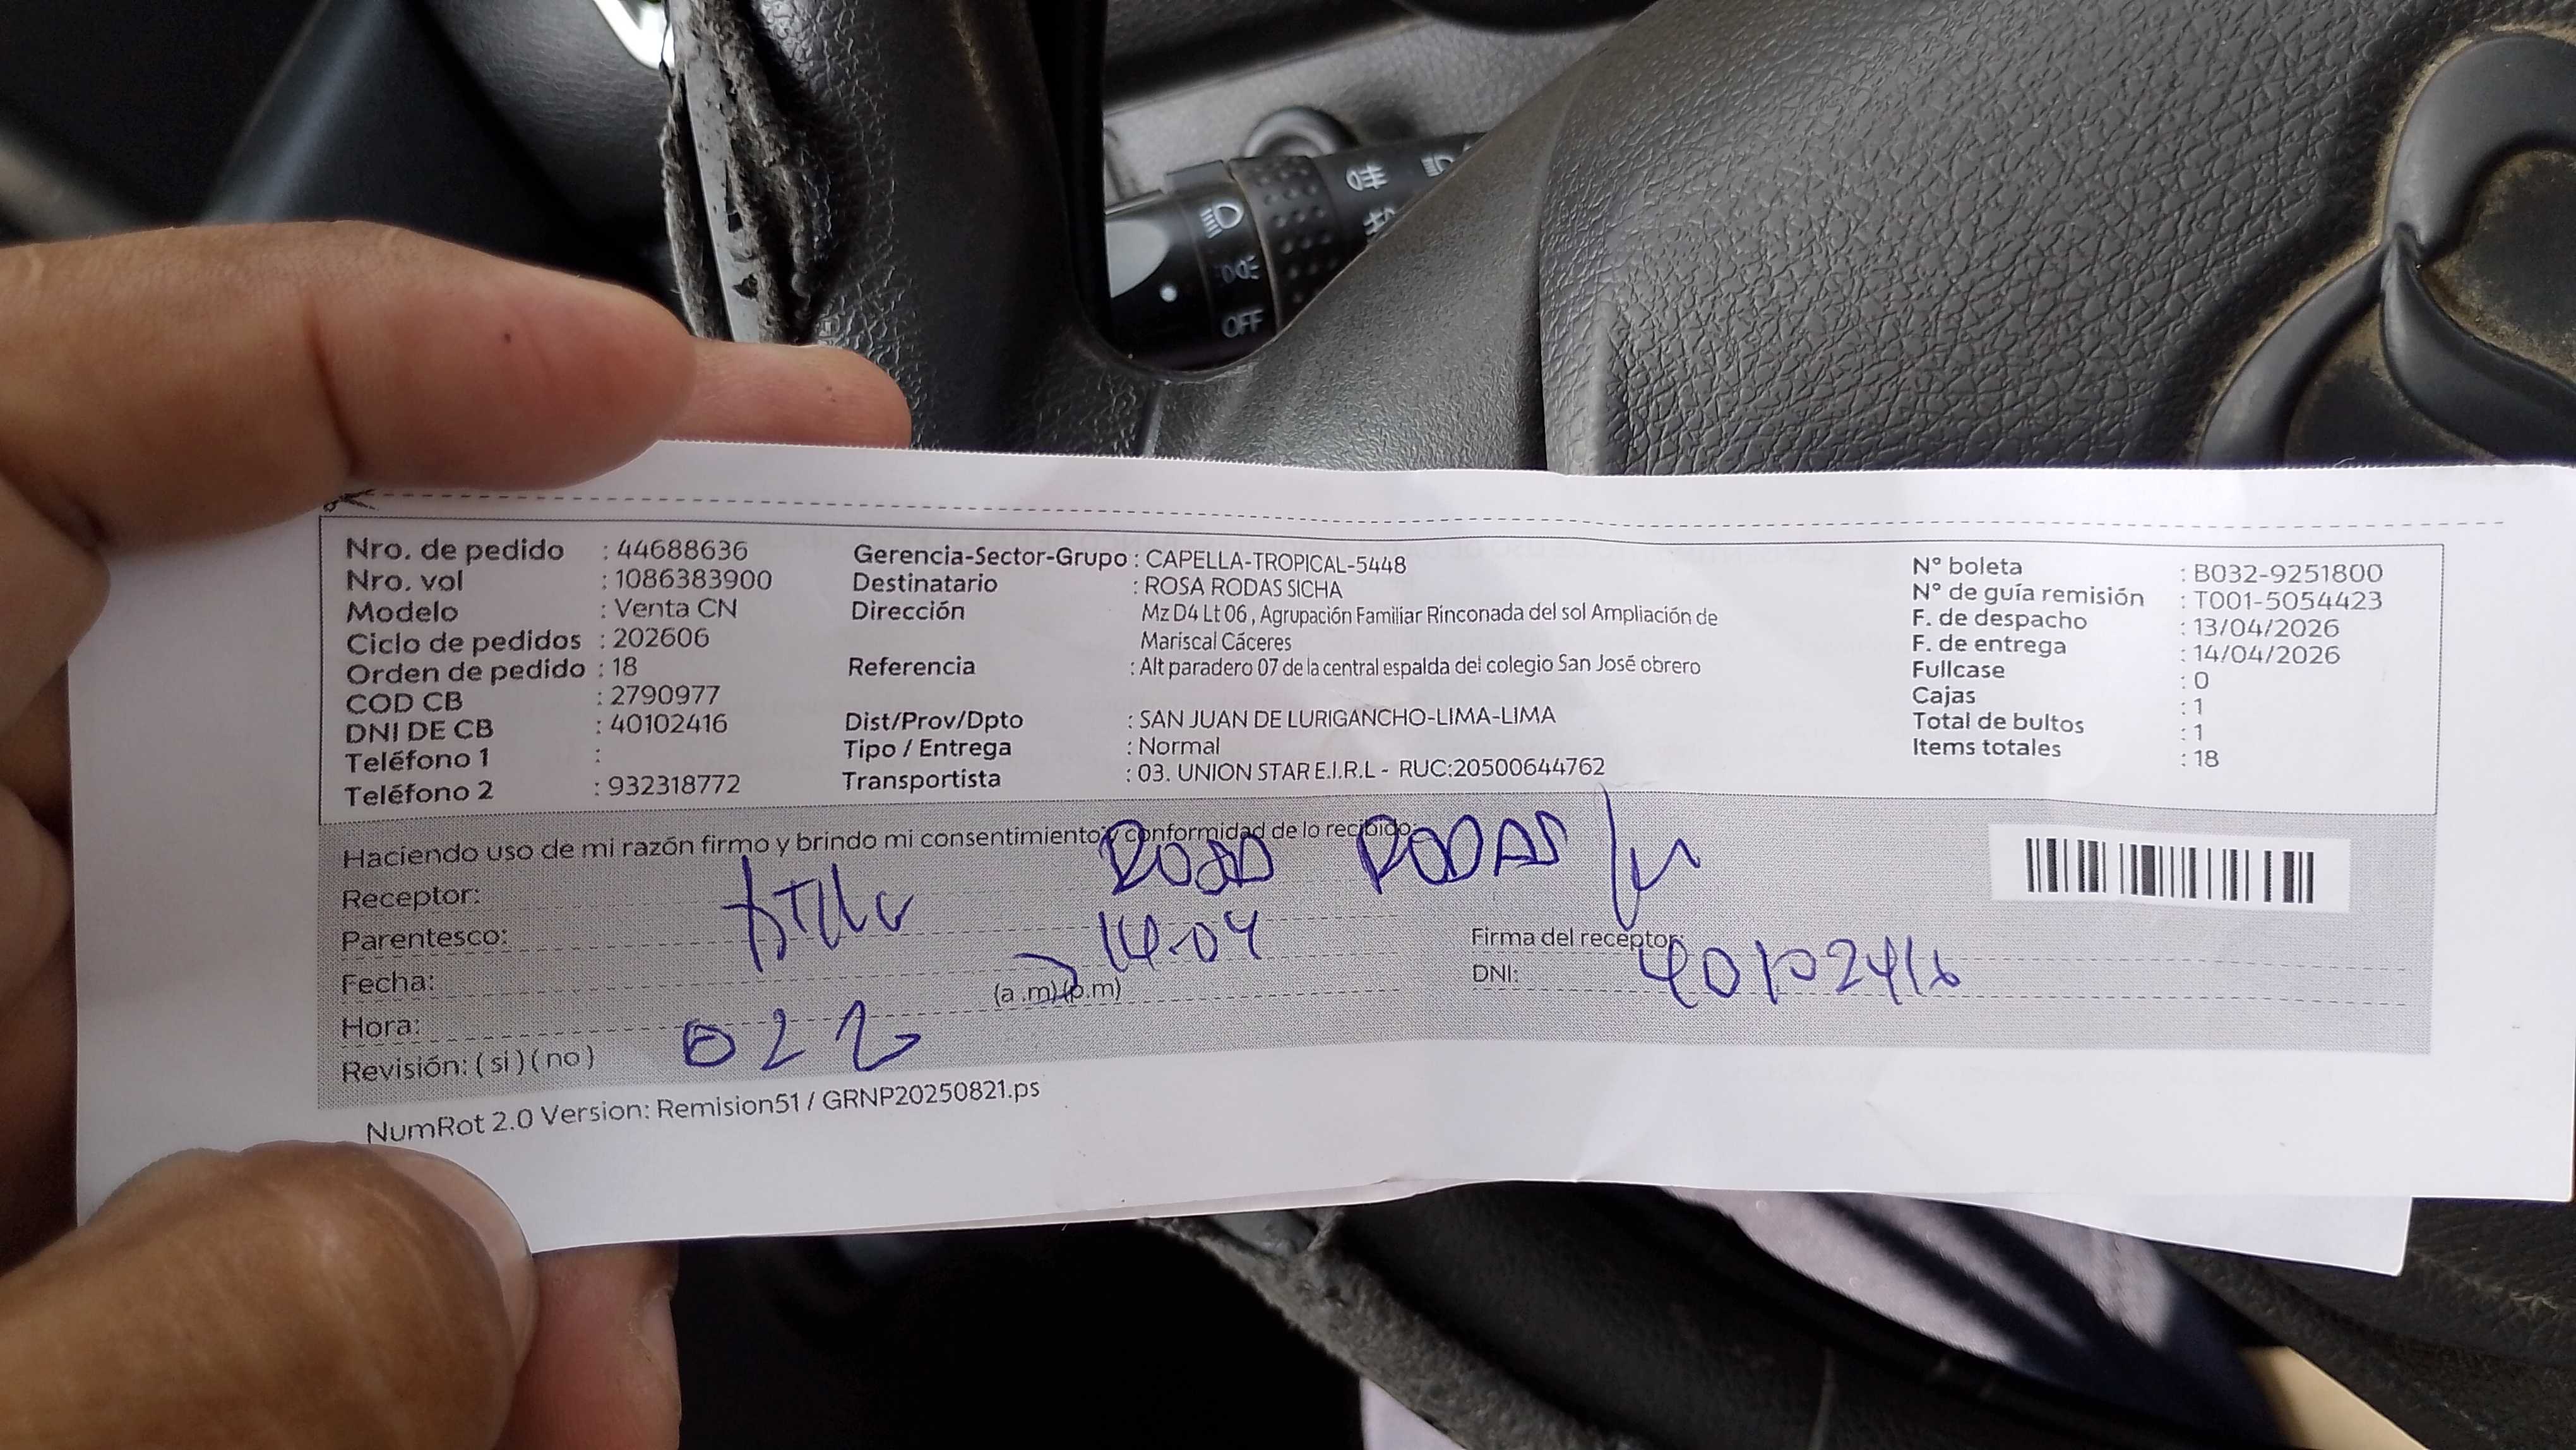 OFF
Nro. de pedido : 44688636
Nro. vol : 1086383900
Modelo : Venta CN
Ciclo de pedidos : 202606
Orden de pedido : 18
COD CB : 2790977
DNI DE CB : 40102416
Teléfono 1 :
Teléfono 2 : 932318772
Gerencia-Sector-Grupo : CAPELLA-TROPICAL-5448
Destinatario : ROSA RODAS SICHA
Dirección Mz D4 Lt 06 , Agrupación Familiar Rinconada del sol Ampliación de
Mariscal Cáceres
Referencia : Alt paradero 07 de la central espalda del colegio San José obrero
Dist/Prov/Dpto : SAN JUAN DE LURIGANCHO-LIMA-LIMA
Tipo / Entrega : Normal
Transportista : 03. UNION STAR E.I.R.L - RUC:20500644762
N° boleta : B032-9251800
N° de guía remisión : T001-5054423
F. de despacho : 13/04/2026
F. de entrega : 14/04/2026
Fullcase : 0
Cajas : 1
Total de bultos : 1
Items totales : 18
Haciendo uso de mi razón firmo y brindo mi consentimiento y conformidad de lo recibido:
Receptor: ROSA RODAS
Parentesco:
Fecha: 14-04
Hora: (a.m) (p.m)
Revisión: ( si ) ( no )
022
Firma del receptor:
DNI: 40102416
NumRot 2.0 Version: Remision51 / GRNP20250821.ps